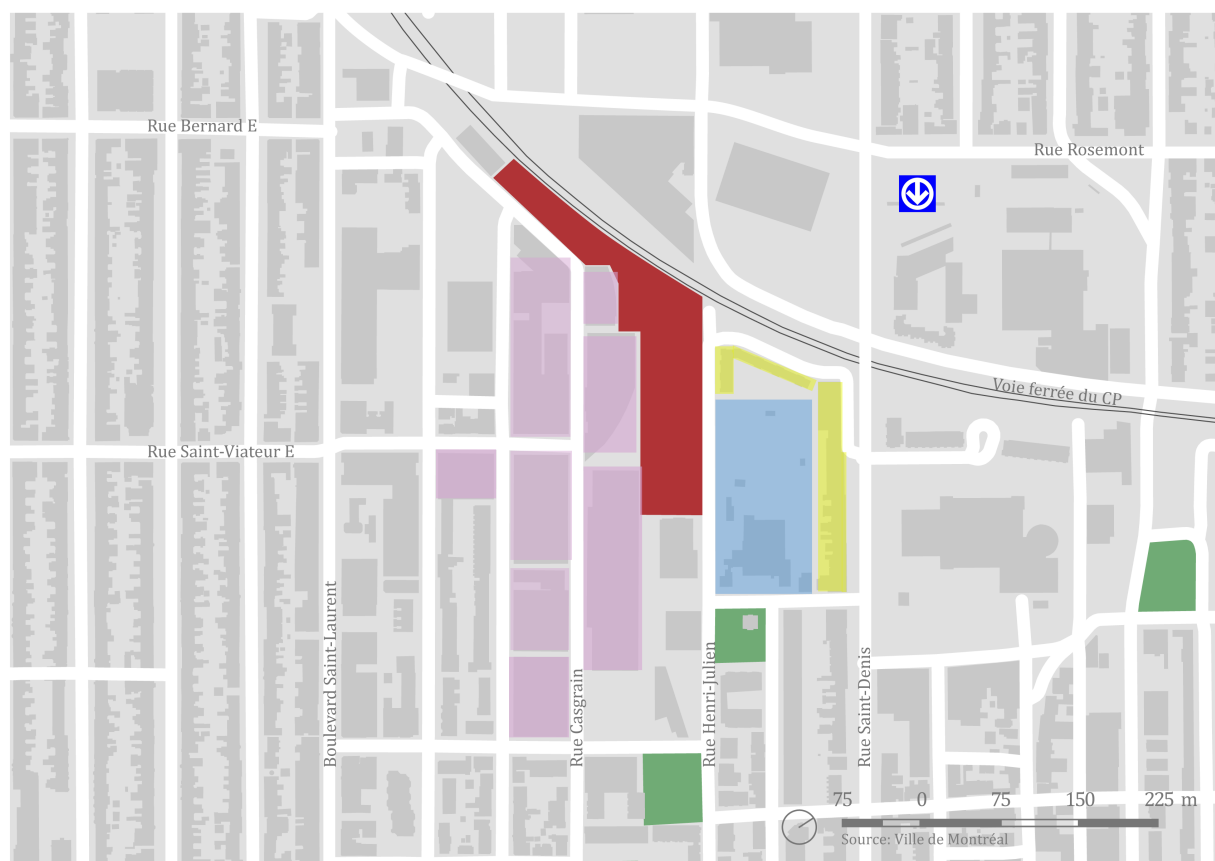 Rue Bernard E
Rue Rosemont
Voie ferrée du CP
Rue Saint-Viateur E
Boulevard Saint-Laurent
Rue Casgrain
Rue Henri-Julien
Rue Saint-Denis
75 0 75 150 225 m
Source: Ville de Montréal